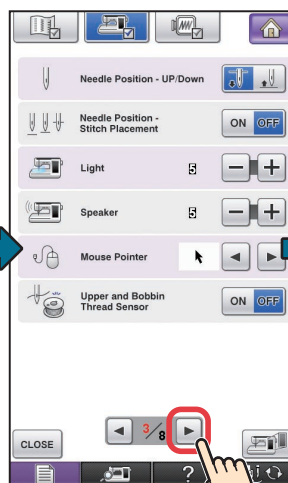 Needle Position - UP/Down
Needle Position -
Stitch Placement
ON OFF
Light
5
Speaker
5
Mouse Pointer
Upper and Bobbin
Thread Sensor
ON OFF
3/8
CLOSE
?